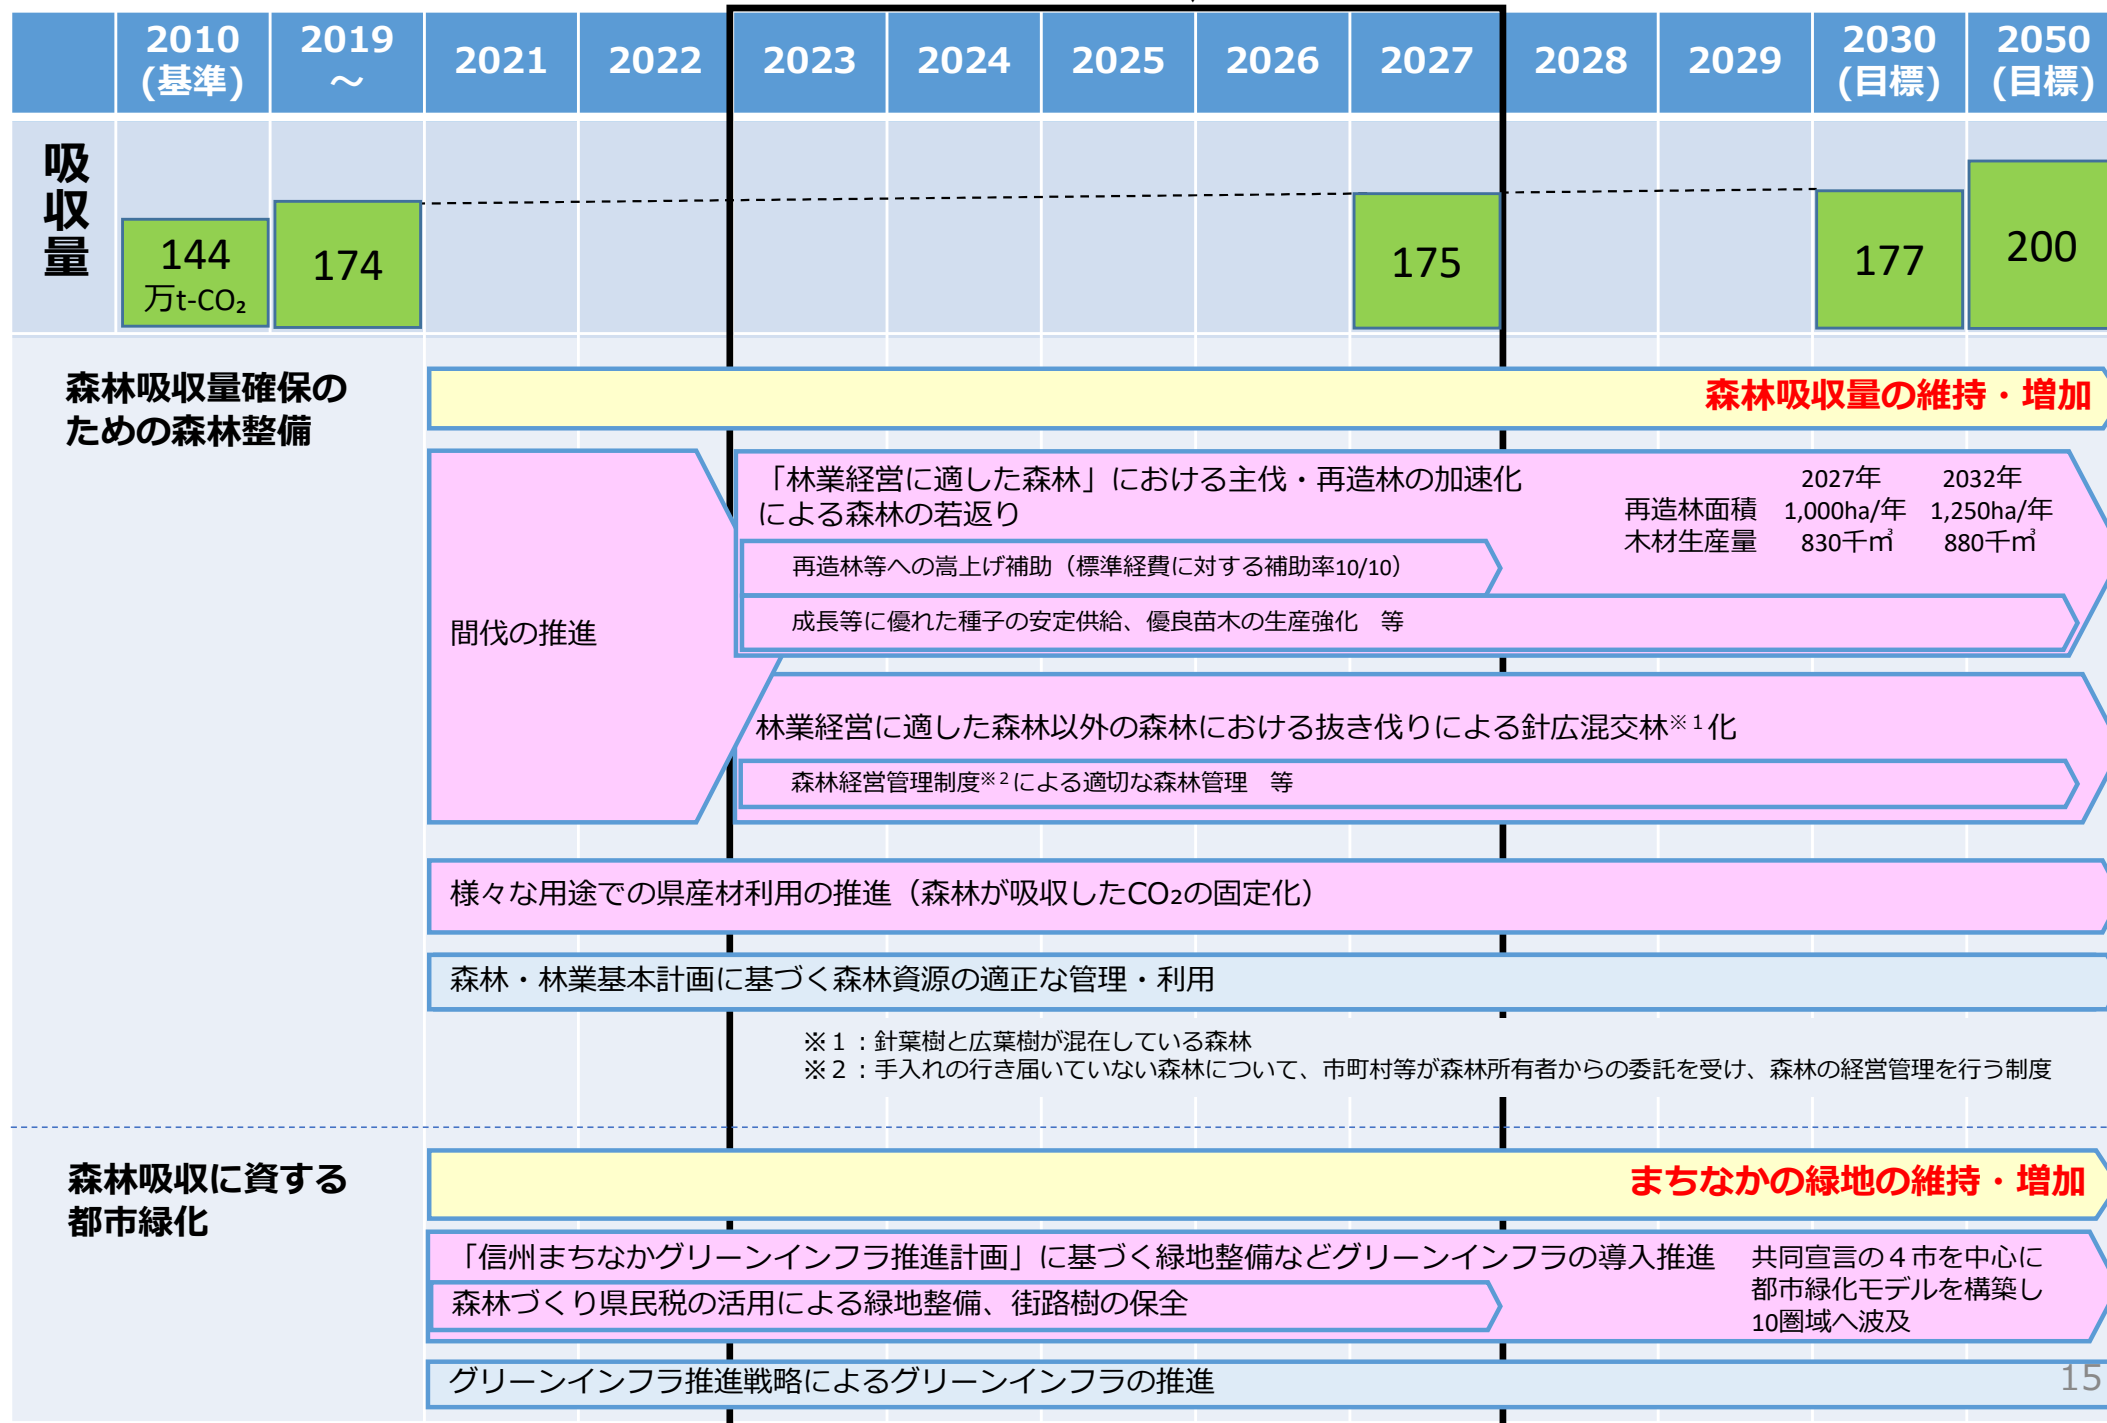 2010
(基準)
2019
～
2021
2022
2023
2024
2025
2026
2027
2028
2029
2030
(目標)
2050
(目標)
吸収量
144
万t-CO₂
174
175
177
200
森林吸収量確保の
ための森林整備
森林吸収量の維持・増加
間伐の推進
「林業経営に適した森林」における主伐・再造林の加速化
による森林の若返り
2027年 2032年
再造林面積 1,000ha/年 1,250ha/年
木材生産量 830千㎥ 880千㎥
再造林等への嵩上げ補助（標準経費に対する補助率10/10）
成長等に優れた種子の安定供給、優良苗木の生産強化　等
林業経営に適した森林以外の森林における抜き伐りによる針広混交林※1化
森林経営管理制度※2による適切な森林管理　等
様々な用途での県産材利用の推進（森林が吸収したCO₂の固定化）
森林・林業基本計画に基づく森林資源の適正な管理・利用
※１：針葉樹と広葉樹が混在している森林
※２：手入れの行き届いていない森林について、市町村等が森林所有者からの委託を受け、森林の経営管理を行う制度
森林吸収に資する
都市緑化
まちなかの緑地の維持・増加
「信州まちなかグリーンインフラ推進計画」に基づく緑地整備などグリーンインフラの導入推進
森林づくり県民税の活用による緑地整備、街路樹の保全
共同宣言の４市を中心に
都市緑化モデルを構築し
10圏域へ波及
グリーンインフラ推進戦略によるグリーンインフラの推進
15